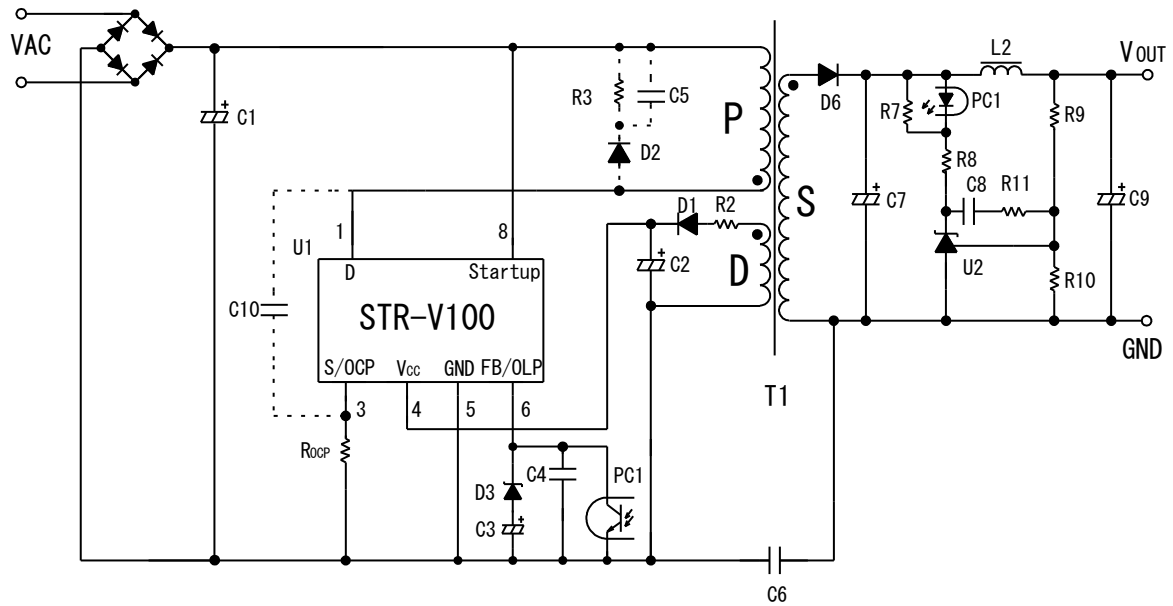 VAC
C1
R3
C5
D2
P
S
D6
R7
PC1
L2
VOUT
R9
R8
C8
R11
C7
C9
U2
R10
GND
D1
R2
C2
D
T1
U1
1
8
D
Startup
STR-V100
S/OCP
VCC
GND
FB/OLP
C10
3
4
5
6
ROCP
D3
C3
C4
PC1
C6